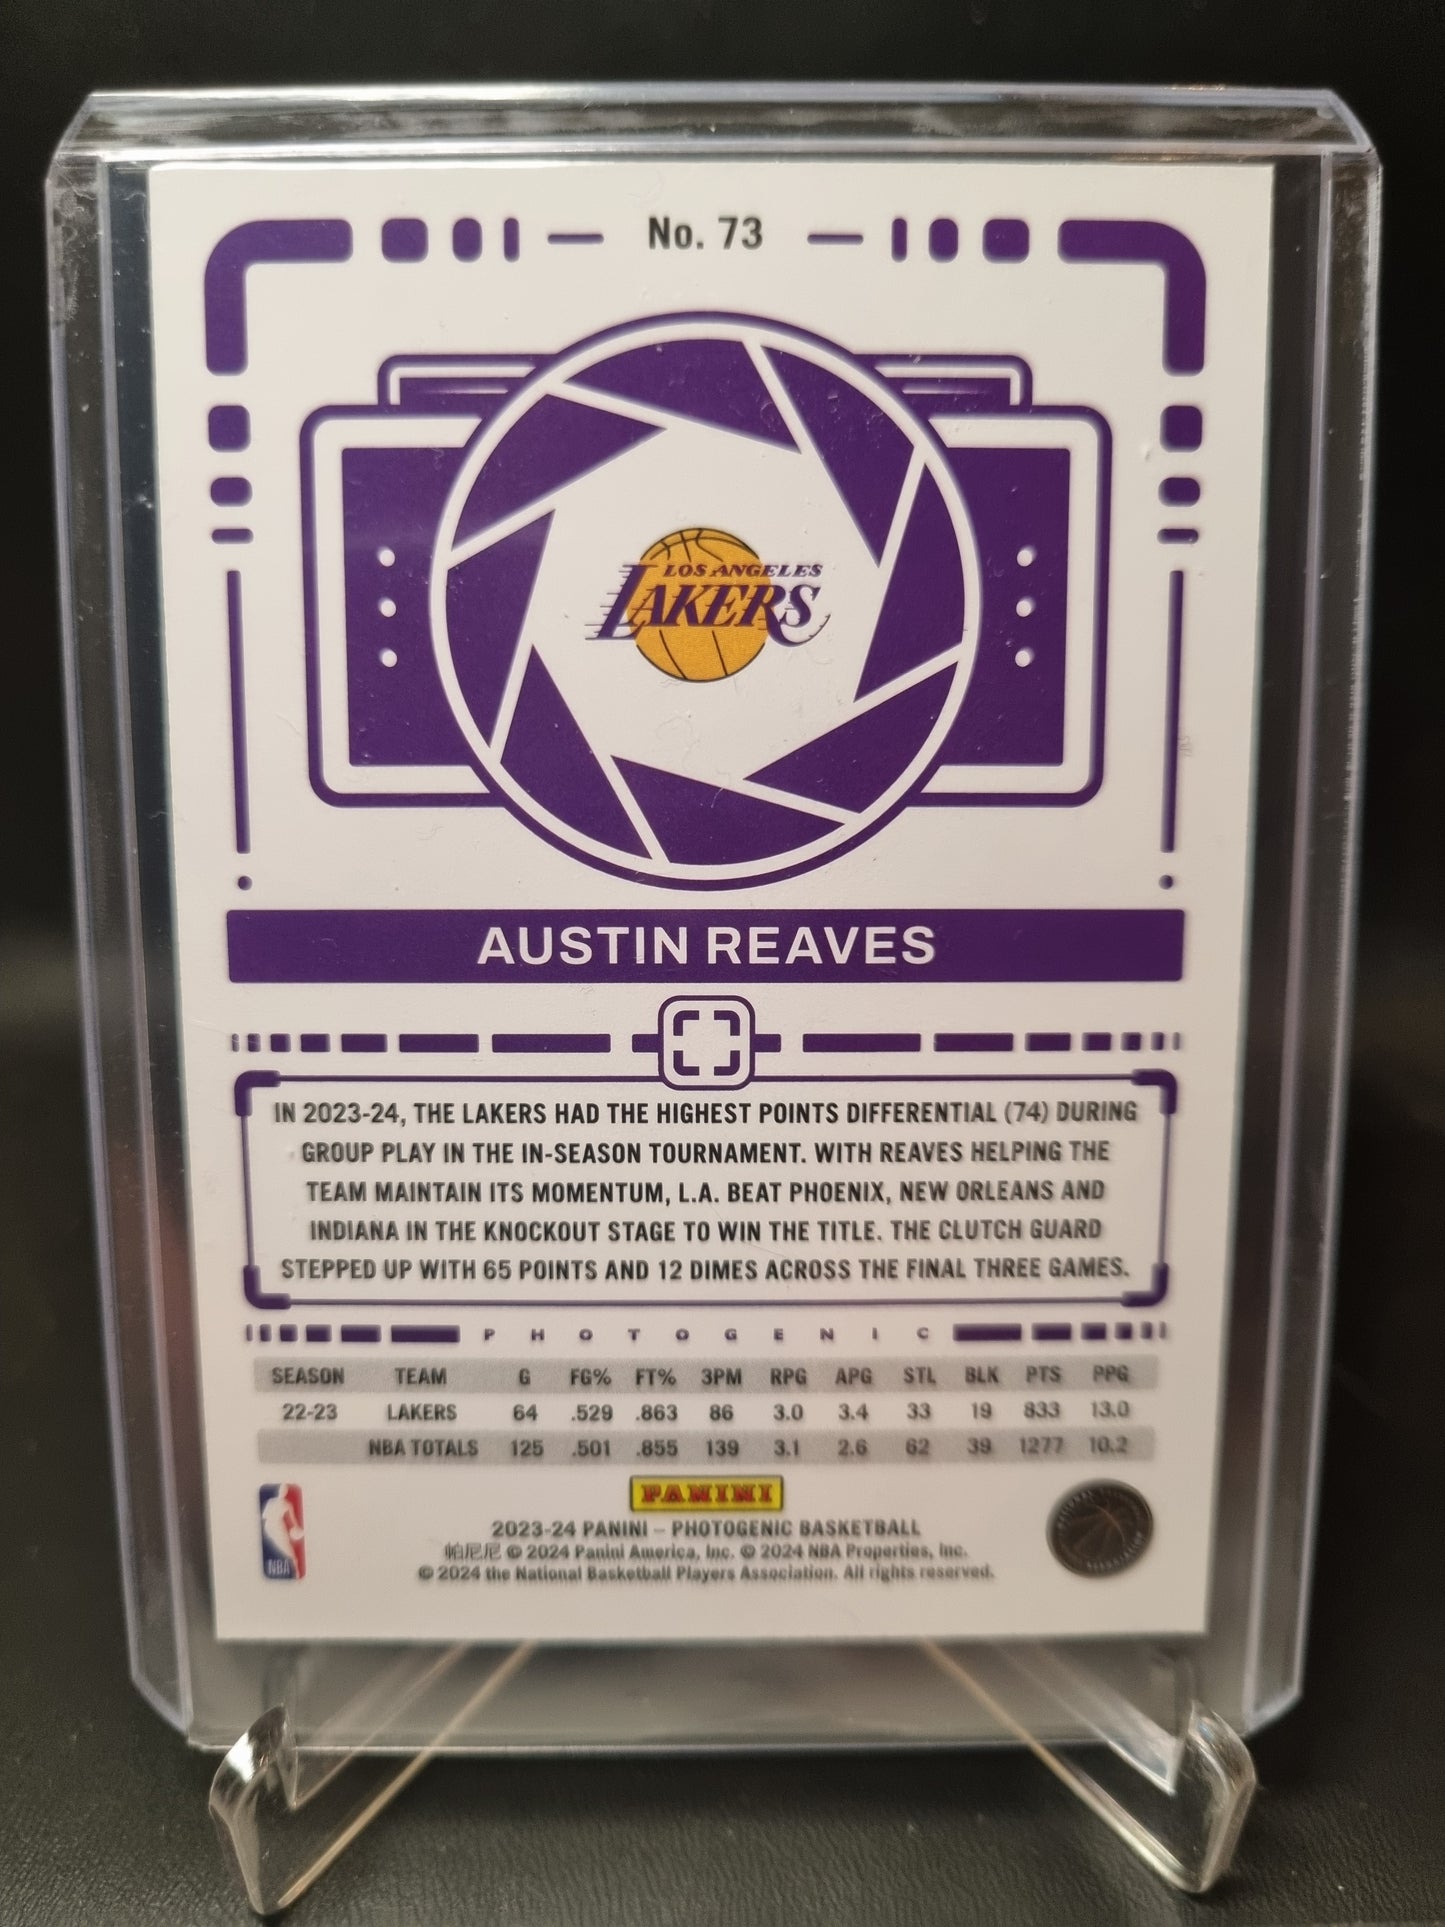 No. 73
LOS ANGELES
LAKERS
AUSTIN REAVES
IN 2023-24, THE LAKERS HAD THE HIGHEST POINTS DIFFERENTIAL (74) DURING
GROUP PLAY IN THE IN-SEASON TOURNAMENT. WITH REAVES HELPING THE
TEAM MAINTAIN ITS MOMENTUM, L.A. BEAT PHOENIX, NEW ORLEANS AND
INDIANA IN THE KNOCKOUT STAGE TO WIN THE TITLE. THE CLUTCH GUARD
STEPPED UP WITH 65 POINTS AND 12 DIMES ACROSS THE FINAL THREE GAMES.
PHOTOGENIC
SEASON TEAM G FG% FT% 3PM RPG APG STL BLK PTS PPG
22-23 LAKERS 64 .529 .863 86 3.0 3.4 33 19 833 13.0
NBA TOTALS 125 .501 .855 139 3.1 2.6 62 39 1277 10.2
PANINI
2023-24 PANINI – PHOTOGENIC BASKETBALL
帕尼尼 © 2024 Panini America, Inc. © 2024 NBA Properties, Inc.
© 2024 the National Basketball Players Association. All rights reserved.
NBA